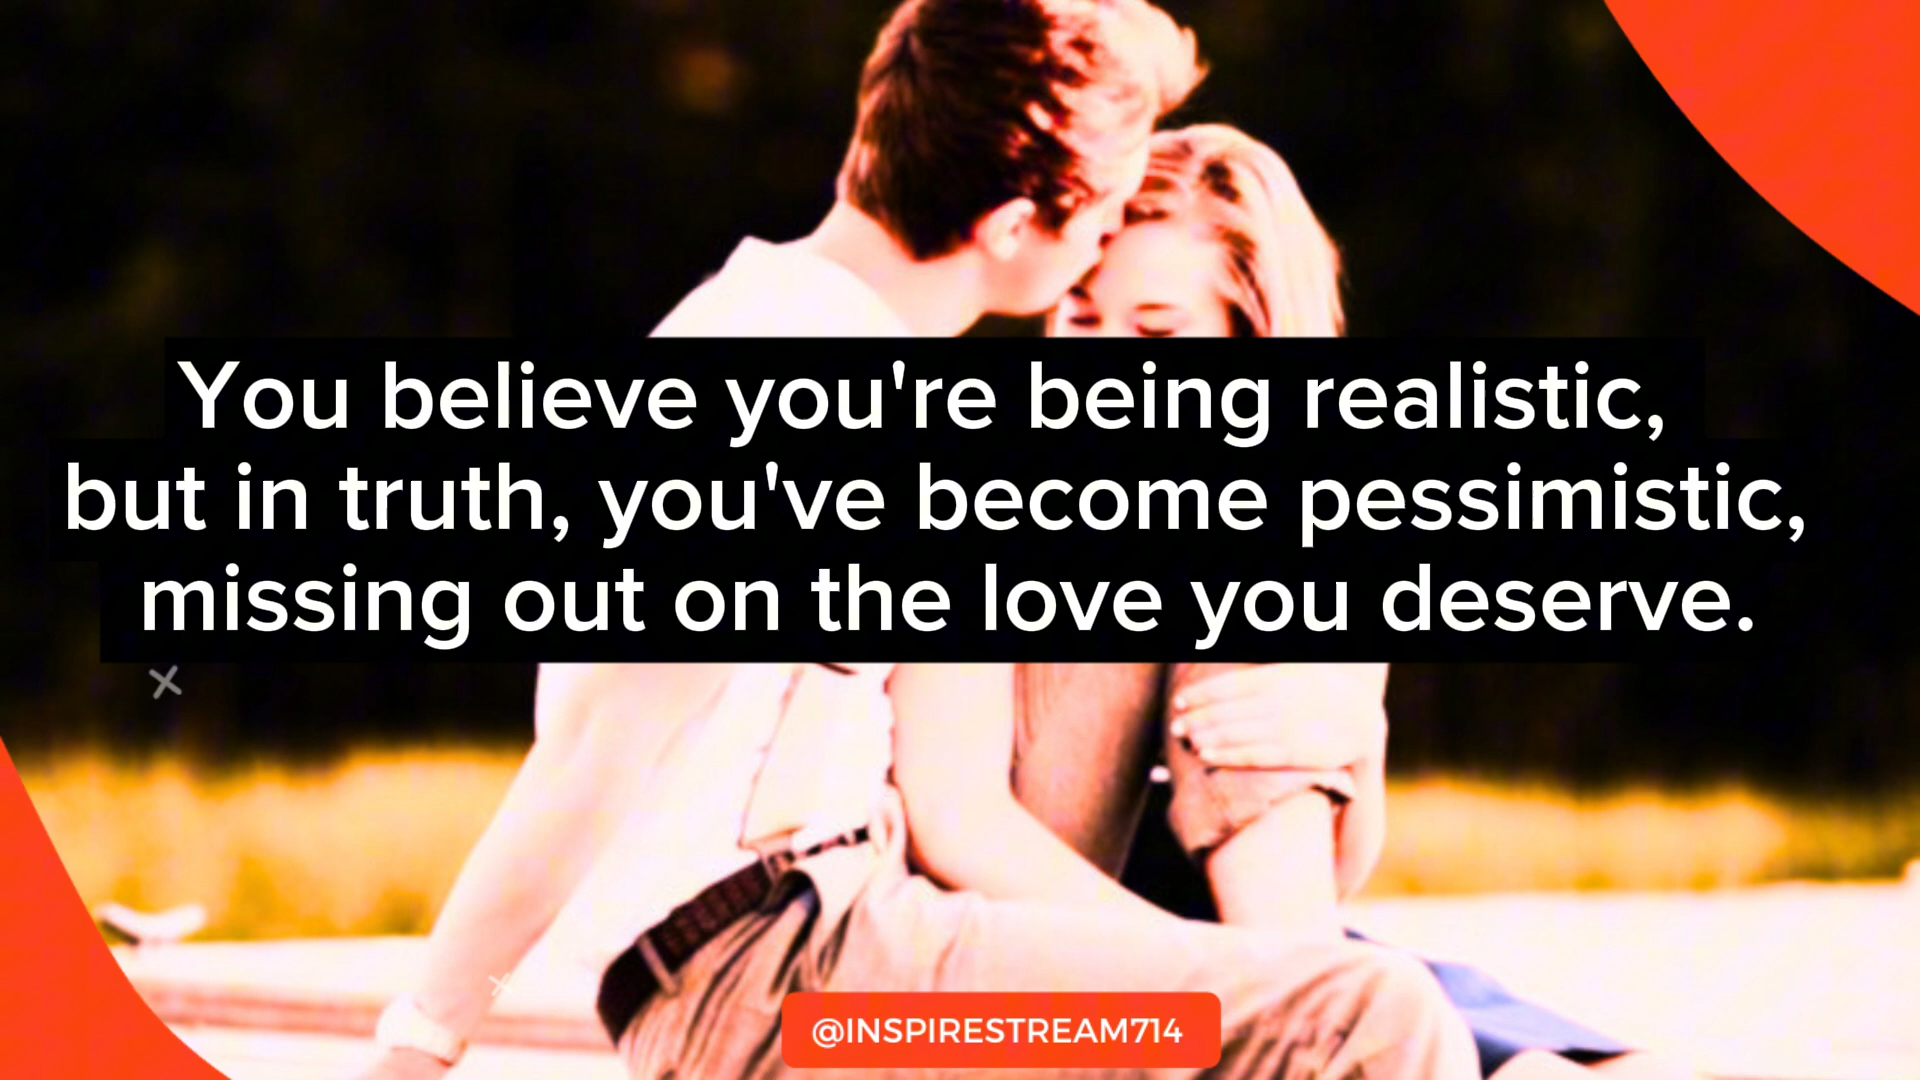 You believe you're being realistic,
but in truth, you've become pessimistic,
missing out on the love you deserve.
@INSPIRESTREAM714